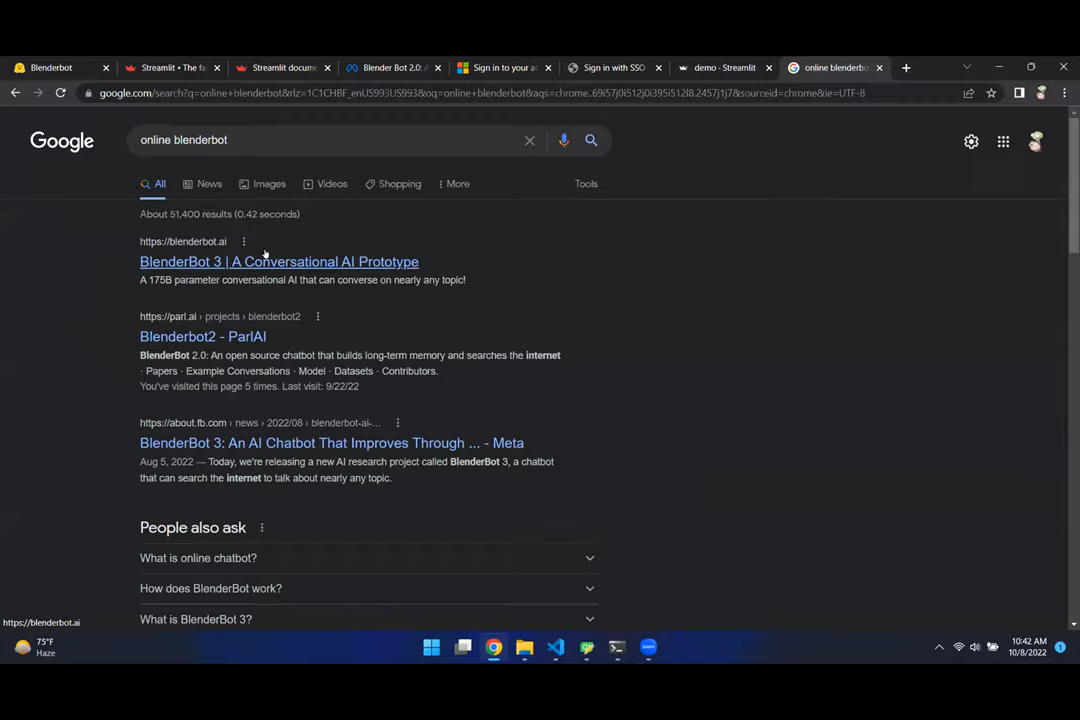 Blenderbot
Streamlit • The fa
Streamlit docume
Blender Bot 2.0: A
Sign in to your ac
Sign in with SSO
demo - Streamlit
online blenderbo
google.com/search?q=online+blenderbot&rlz=1C1CHBF_enUS993US993&oq=online+blenderbot&aqs=chrome..69i57j0i512j0i395i512l8.2457j1j7&sourceid=chrome&ie=UTF-8
Google
online blenderbot
All
News
Images
Videos
Shopping
More
Tools
About 51,400 results (0.42 seconds)
https://blenderbot.ai
BlenderBot 3 | A Conversational AI Prototype
A 175B parameter conversational AI that can converse on nearly any topic!
https://parl.ai › projects › blenderbot2
Blenderbot2 - ParlAI
BlenderBot 2.0: An open source chatbot that builds long-term memory and searches the internet
· Papers · Example Conversations · Model · Datasets · Contributors.
You've visited this page 5 times. Last visit: 9/22/22
https://about.fb.com › news › 2022/08 › blenderbot-ai-...
BlenderBot 3: An AI Chatbot That Improves Through ... - Meta
Aug 5, 2022 — Today, we're releasing a new AI research project called BlenderBot 3, a chatbot
that can search the internet to talk about nearly any topic.
People also ask
What is online chatbot?
How does BlenderBot work?
What is BlenderBot 3?
https://blenderbot.ai
75°F
Haze
zoom
10:42 AM
10/8/2022
1